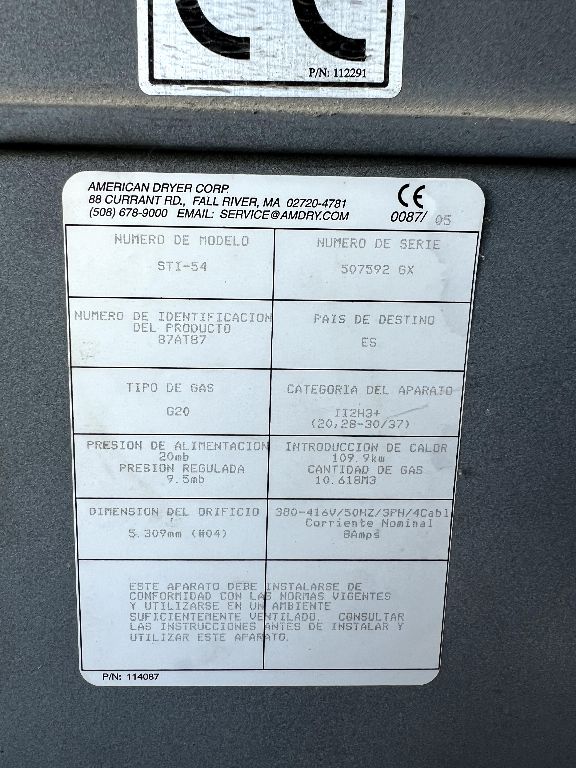 P/N: 112291
AMERICAN DRYER CORP.
88 CURRANT RD., FALL RIVER, MA 02720-4781
(508) 678-9000 EMAIL: SERVICE@AMDRY.COM
CE
0087/ 05
NUMERO DE MODELO
STI-54
NUMERO DE SERIE
507592 GX
NUMERO DE IDENTIFICACION
DEL PRODUCTO
87AT87
PAIS DE DESTINO
ES
TIPO DE GAS
G20
CATEGORIA DEL APARATO
II2H3+
(20,28-30/37)
PRESION DE ALIMENTACION
20mb
PRESION REGULADA
9.5mb
INTRODUCCION DE CALOR
109.9kw
CANTIDAD DE GAS
10.618M3
DIMENSION DEL ORIFICIO
5.309mm (#04)
380-416V/50HZ/3PH/4Cabl
Corriente Nominal
8Amps
ESTE APARATO DEBE INSTALARSE DE
CONFORMIDAD CON LAS NORMAS VIGENTES
Y UTILIZARSE EN UN AMBIENTE
SUFICIENTEMENTE VENTILADO. CONSULTAR
LAS INSTRUCCIONES ANTES DE INSTALAR Y
UTILIZAR ESTE APARATO.
P/N: 114087